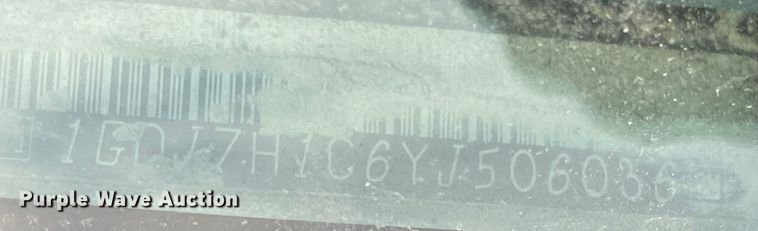 1GDJ7H1C6YJ506036
Purple Wave Auction